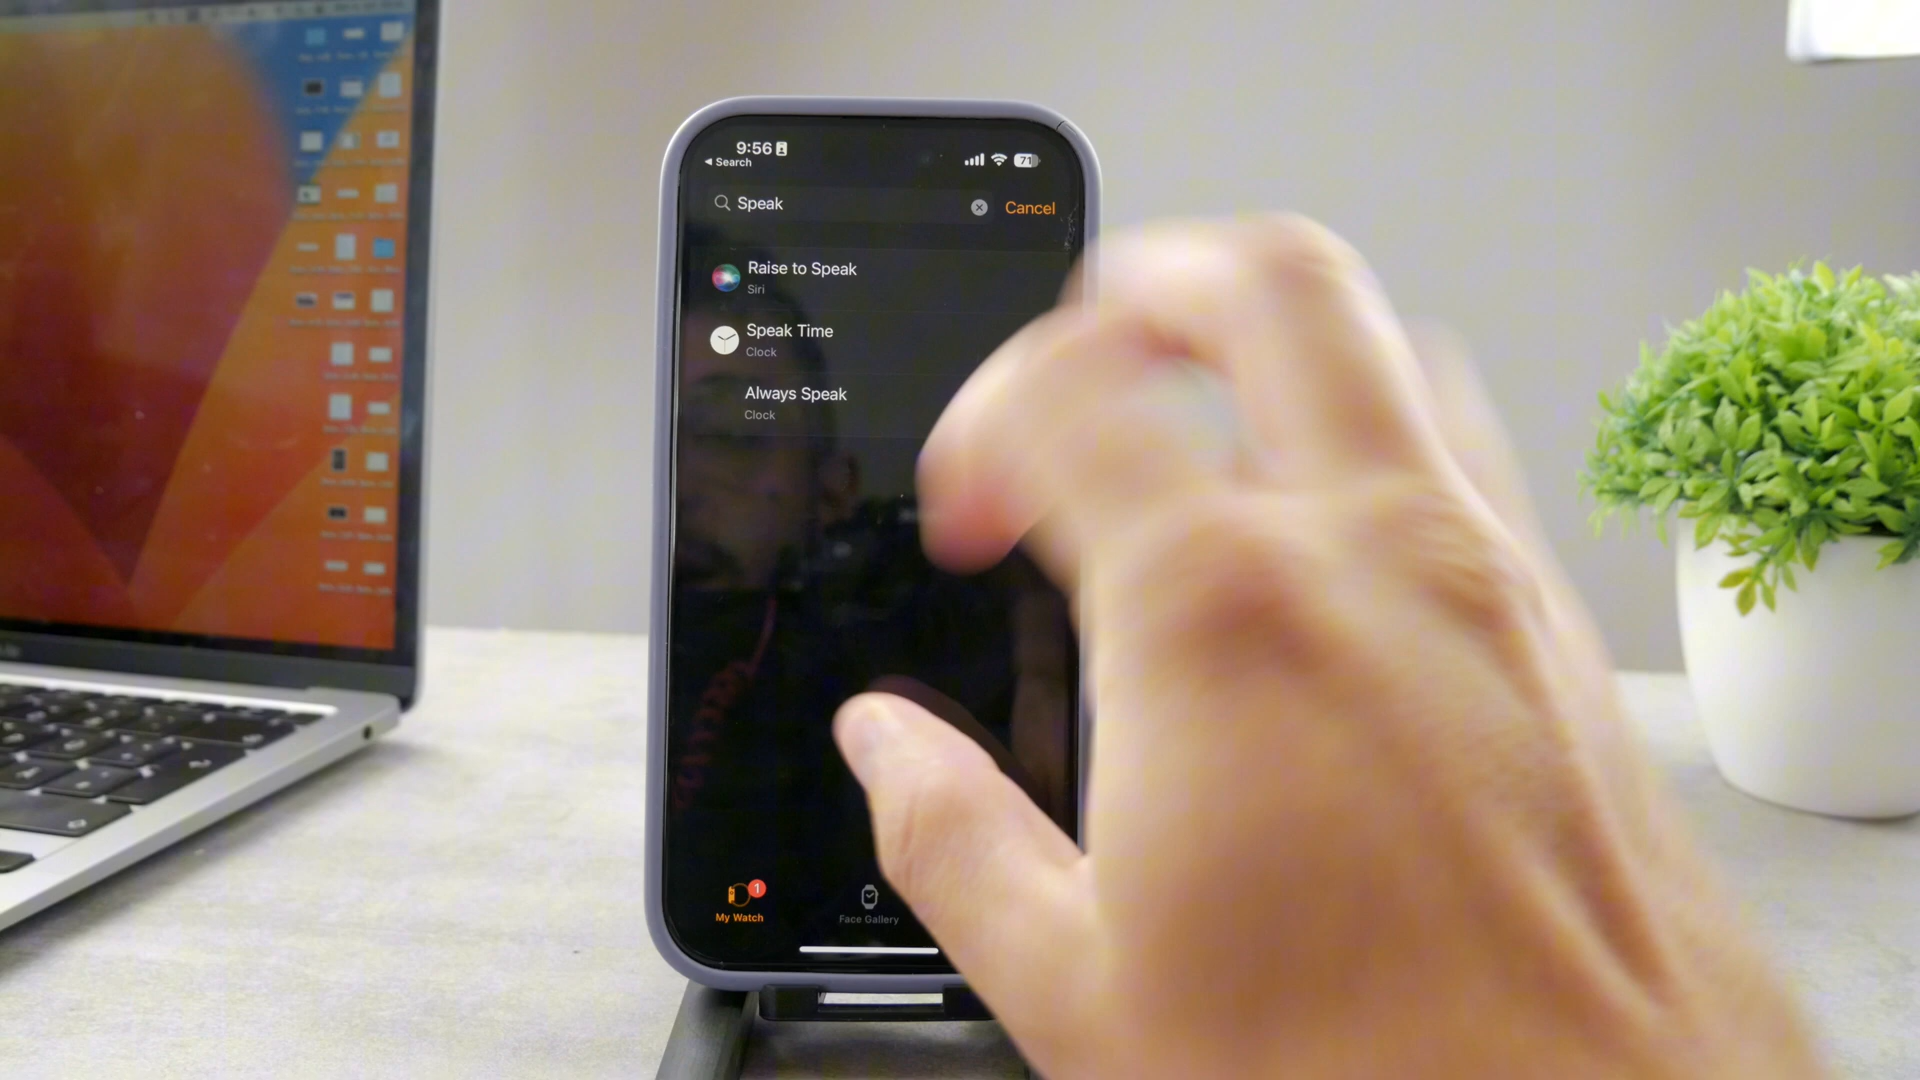 9:56
◀ Search
71
Speak
Cancel
Raise to Speak
Siri
Speak Time
Clock
Always Speak
Clock
1
My Watch
Face Gallery